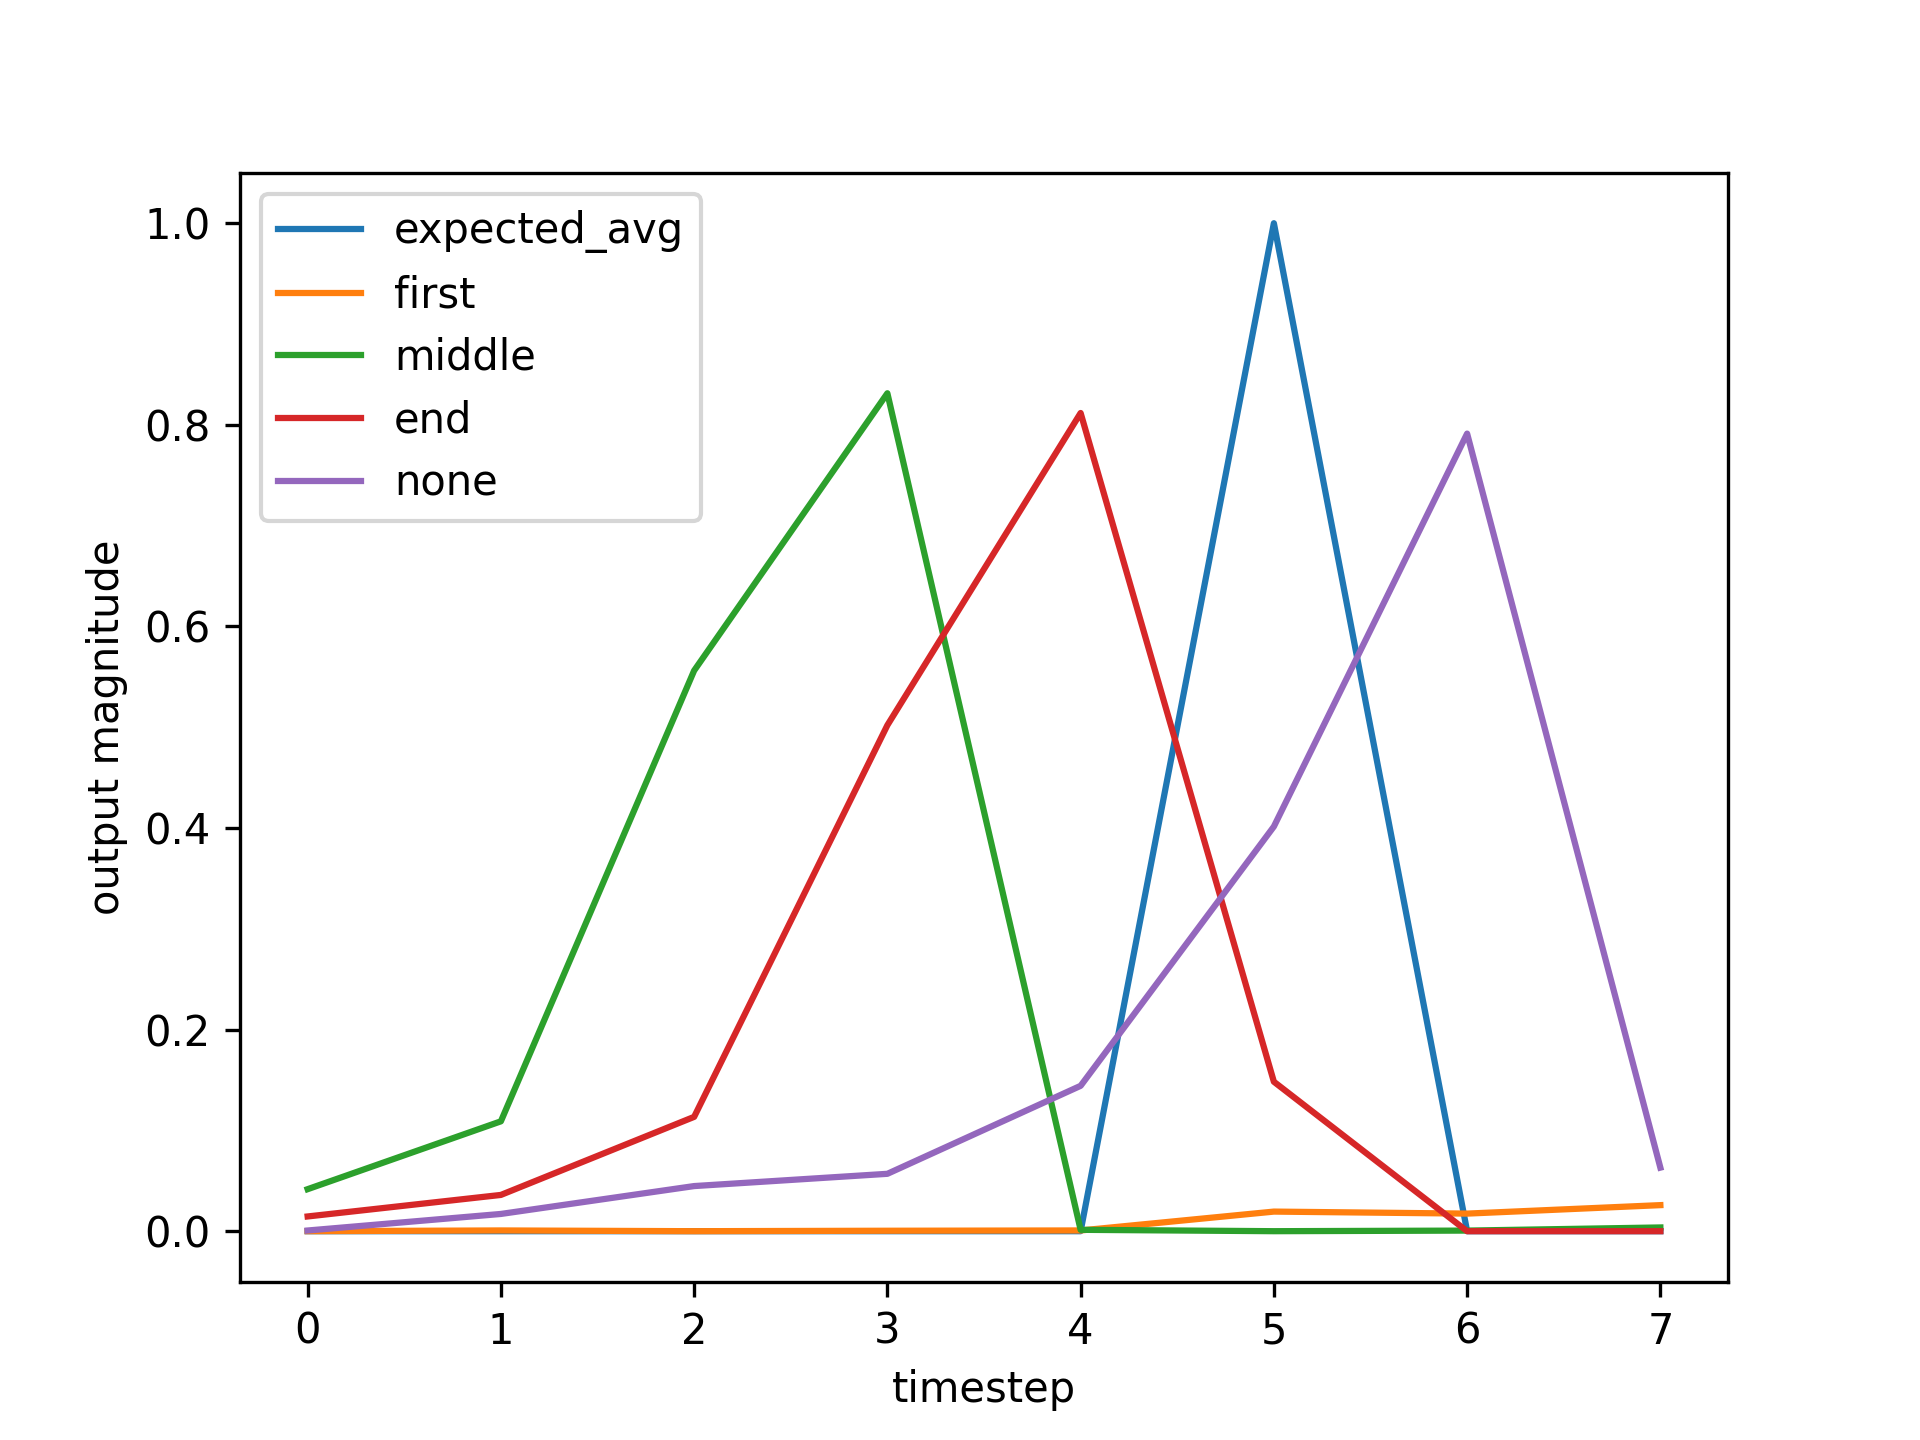 expected_avg
first
middle
end
none
1.0
0.8
0.6
0.4
0.2
0.0
output magnitude
0 1 2 3 4 5 6 7
timestep